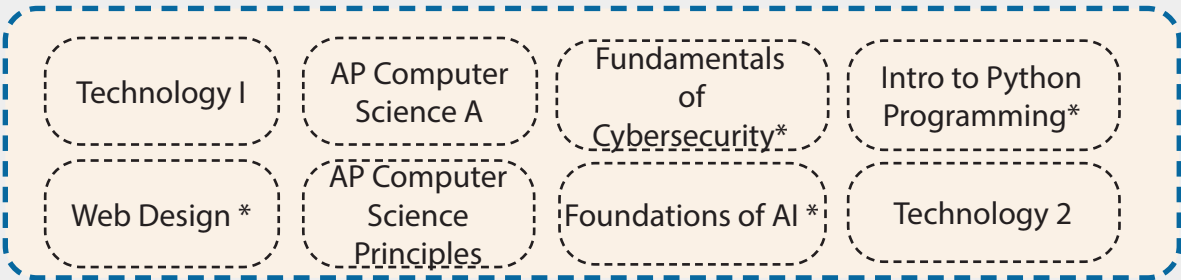 Technology I
AP Computer
Science A
Fundamentals
of
Cybersecurity*
Intro to Python
Programming*
Web Design *
AP Computer
Science
Principles
Foundations of AI *
Technology 2